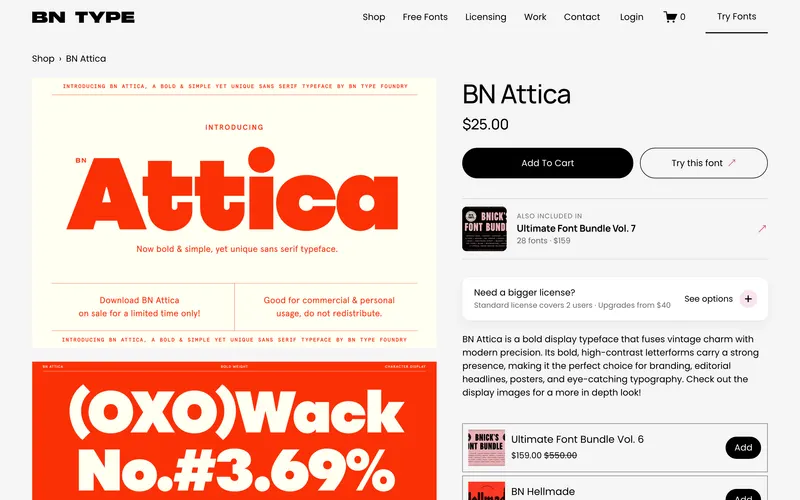 BN TYPE
Shop
Free Fonts
Licensing
Work
Contact
Login
0
Try Fonts
Shop › BN Attica
INTRODUCING BN ATTICA, A BOLD & SIMPLE YET UNIQUE SANS SERIF TYPEFACE BY BN TYPE FOUNDRY
INTRODUCING
BN
Attica
Now bold & simple, yet unique sans serif typeface.
Download BN Attica
on sale for a limited time only!
Good for commercial & personal
usage, do not redistribute.
INTRODUCING BN ATTICA, A BOLD & SIMPLE YET UNIQUE SANS SERIF TYPEFACE BY BN TYPE FOUNDRY
BN ATTICA
BOLD WEIGHT
CHARACTER DISPLAY
(OXO)Wack
No.#3.69%
BN Attica
$25.00
Add To Cart
Try this font
BNICK'S
FONT BUNDLE
ALSO INCLUDED IN
Ultimate Font Bundle Vol. 7
28 fonts · $159
Need a bigger license?
Standard license covers 2 users · Upgrades from $40
See options +
BN Attica is a bold display typeface that fuses vintage charm with
modern precision. Its bold, high-contrast letterforms carry a strong
presence, making it the perfect choice for branding, editorial
headlines, posters, and eye-catching typography. Check out the
display images for a more in depth look!
BNICK'S
FONT BUNDLE
Ultimate Font Bundle Vol. 6
$159.00 $550.00
Add
Hellmade
BN Hellmade
Add